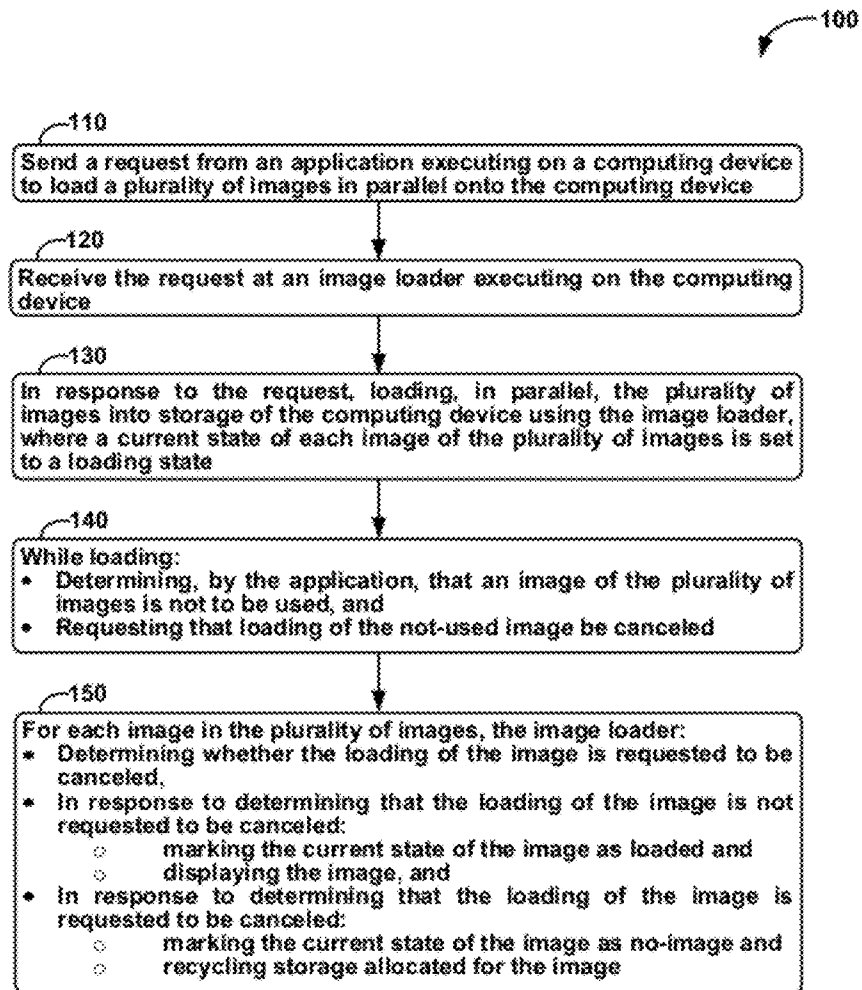 100
110
Send a request from an application executing on a computing device
to load a plurality of images in parallel onto the computing device
120
Receive the request at an image loader executing on the computing
device
130
In response to the request, loading, in parallel, the plurality of
images into storage of the computing device using the image loader,
where a current state of each image of the plurality of images is set
to a loading state
140
While loading:
• Determining, by the application, that an image of the plurality of
images is not to be used, and
• Requesting that loading of the not-used image be canceled
150
For each image in the plurality of images, the image loader:
• Determining whether the loading of the image is requested to be
canceled,
• In response to determining that the loading of the image is not
requested to be canceled:
○ marking the current state of the image as loaded and
○ displaying the image, and
• In response to determining that the loading of the image is
requested to be canceled:
○ marking the current state of the image as no-image and
○ recycling storage allocated for the image